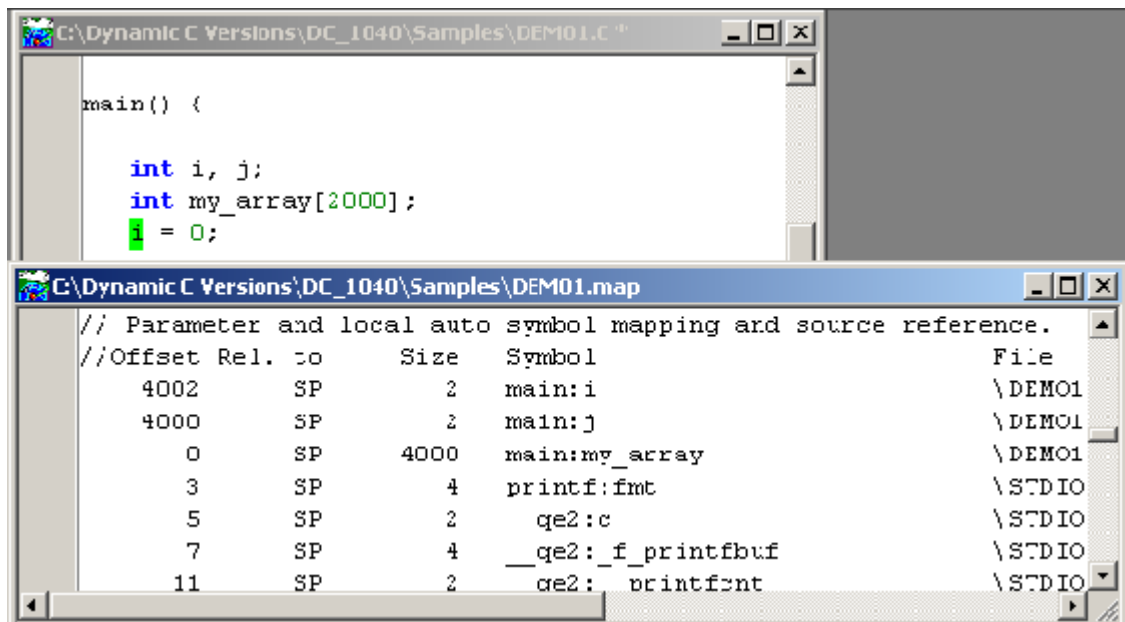 C:\Dynamic C Versions\DC_1040\Samples\DEMO1.C *
main() {
int i, j;
int my_array[2000];
i = 0;
C:\Dynamic C Versions\DC_1040\Samples\DEMO1.map
// Parameter and local auto symbol mapping and source reference.
//Offset Rel. to Size Symbol File
4002 SP 2 main:i \DEMO1
4000 SP 2 main:j \DEMO1
0 SP 4000 main:my_array \DEMO1
3 SP 4 printf:fmt \STDIO
5 SP 2 __qe2:c \STDIO
7 SP 4 __qe2:_f_printfbuf \STDIO
11 SP 2 \STDIO